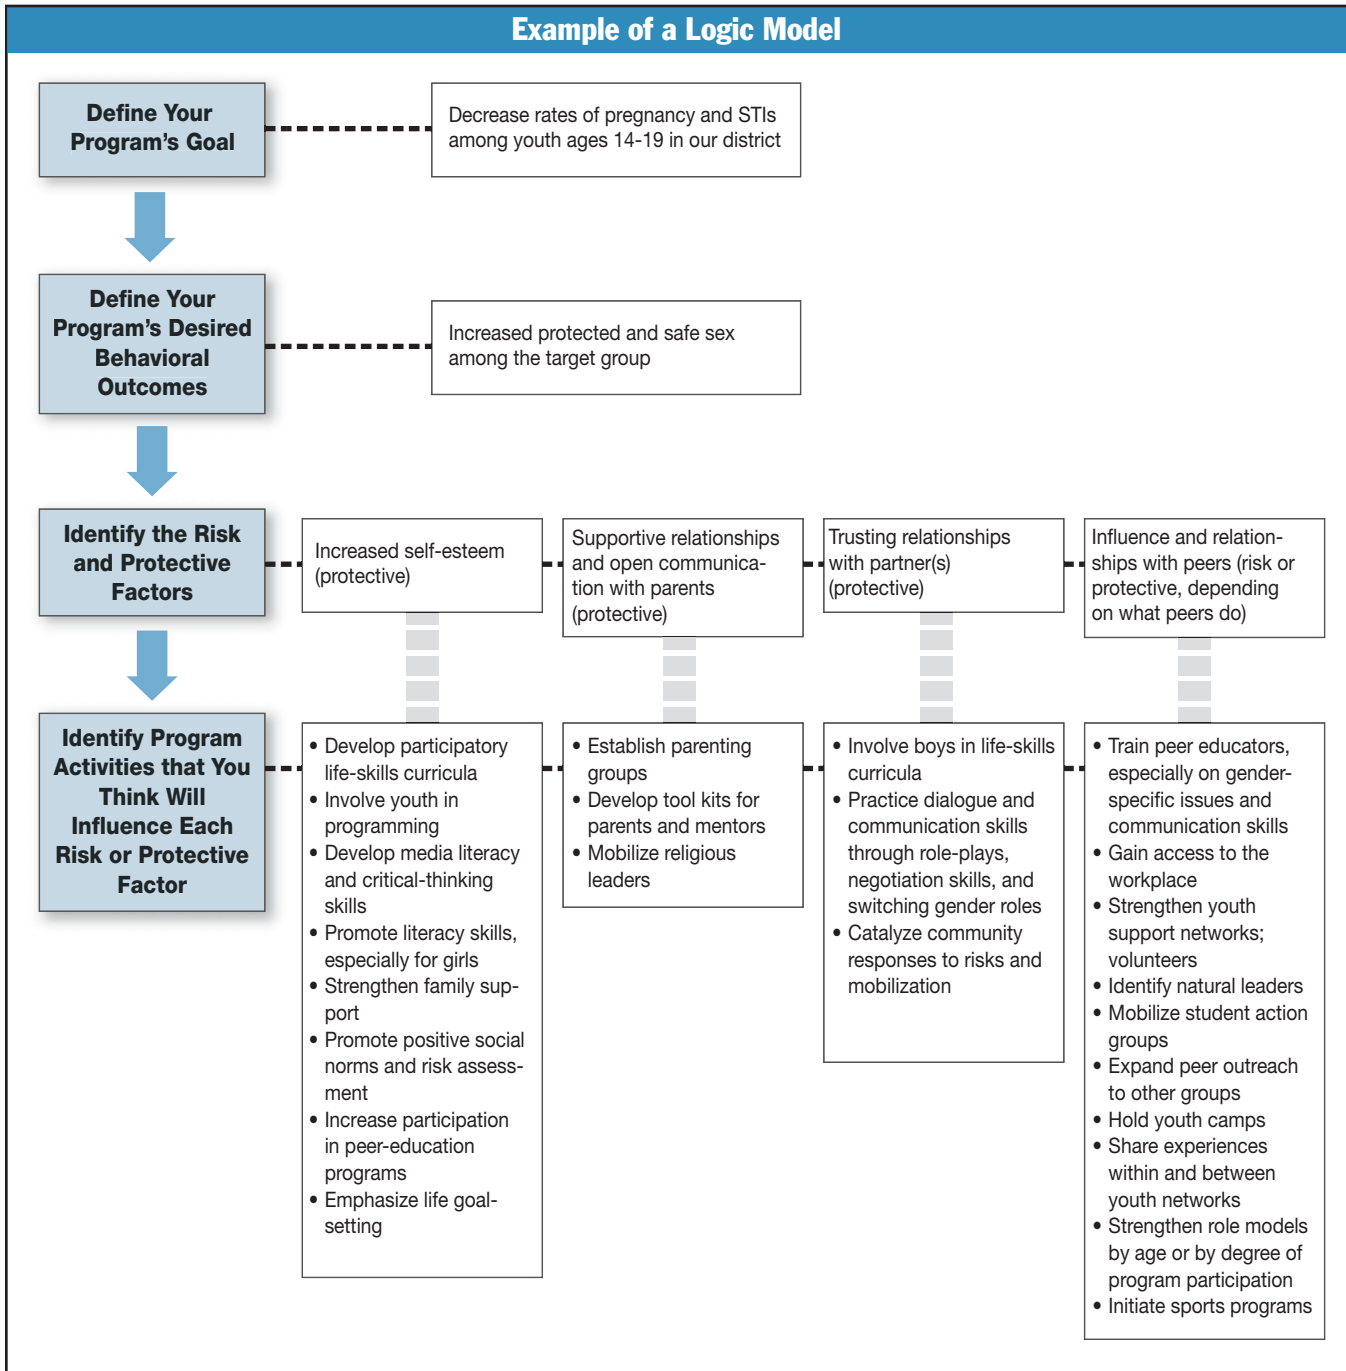 Example of a Logic Model
Define Your
Program's Goal
Decrease rates of pregnancy and STIs
among youth ages 14-19 in our district
Define Your
Program's Desired
Behavioral
Outcomes
Increased protected and safe sex
among the target group
Identify the Risk
and Protective
Factors
Increased self-esteem
(protective)
Supportive relationships
and open communica-
tion with parents
(protective)
Trusting relationships
with partner(s)
(protective)
Influence and relation-
ships with peers (risk or
protective, depending
on what peers do)
Identify Program
Activities that You
Think Will
Influence Each
Risk or Protective
Factor
• Develop participatory
life-skills curricula
• Involve youth in
programming
• Develop media literacy
and critical-thinking
skills
• Promote literacy skills,
especially for girls
• Strengthen family sup-
port
• Promote positive social
norms and risk assess-
ment
• Increase participation
in peer-education
programs
• Emphasize life goal-
setting
• Establish parenting
groups
• Develop tool kits for
parents and mentors
• Mobilize religious
leaders
• Involve boys in life-skills
curricula
• Practice dialogue and
communication skills
through role-plays,
negotiation skills, and
switching gender roles
• Catalyze community
responses to risks and
mobilization
• Train peer educators,
especially on gender-
specific issues and
communication skills
• Gain access to the
workplace
• Strengthen youth
support networks;
volunteers
• Identify natural leaders
• Mobilize student action
groups
• Expand peer outreach
to other groups
• Hold youth camps
• Share experiences
within and between
youth networks
• Strengthen role models
by age or by degree of
program participation
• Initiate sports programs